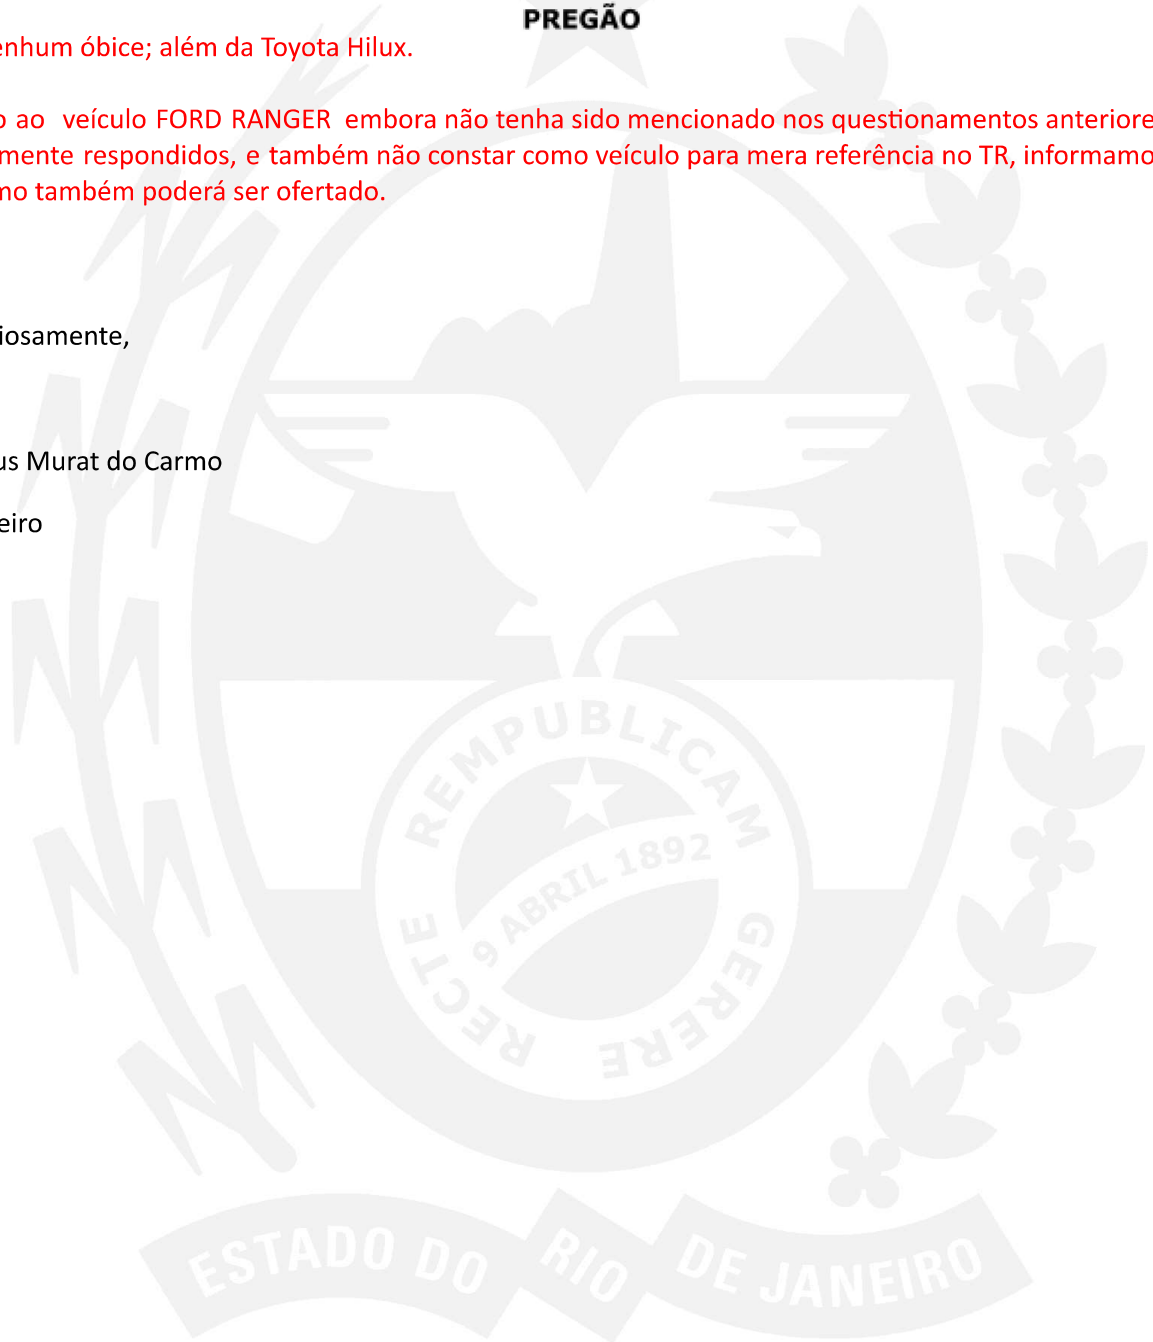 PREGÃO
enhum óbice; além da Toyota Hilux.
o ao veículo FORD RANGER embora não tenha sido mencionado nos questionamentos anteriore
mente respondidos, e também não constar como veículo para mera referência no TR, informamo
mo também poderá ser ofertado.
iosamente,
us Murat do Carmo
eiro
RECTE REMPUBLICAM GERERE
9 ABRIL 1892
ESTADO DO RIO DE JANEIRO